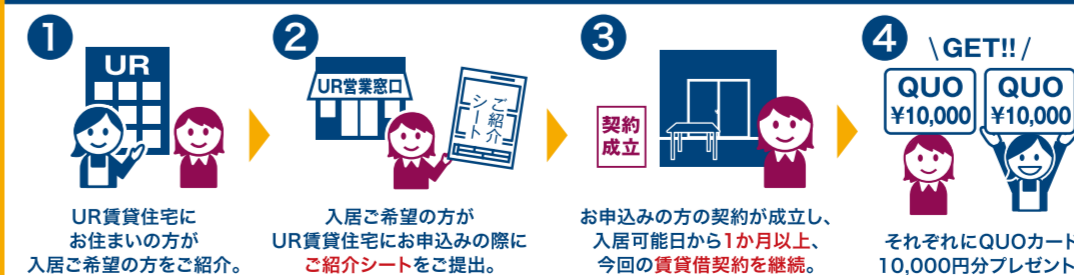 1
UR
UR賃貸住宅に
お住まいの方が
入居ご希望の方をご紹介。
2
UR営業窓口
ご紹介
シート
入居ご希望の方が
UR賃貸住宅にお申込みの際に
ご紹介シートをご提出。
3
契約
成立
お申込みの方の契約が成立し、
入居可能日から1か月以上、
今回の賃貸借契約を継続。
4
\ GET!! /
QUO
¥10,000
QUO
¥10,000
それぞれにQUOカード
10,000円分プレゼント